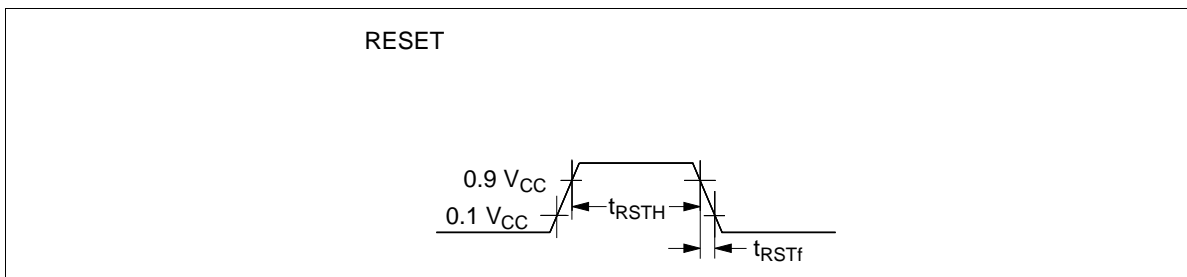 RESET
0.9 VCC
0.1 VCC
tRSTH
tRSTf